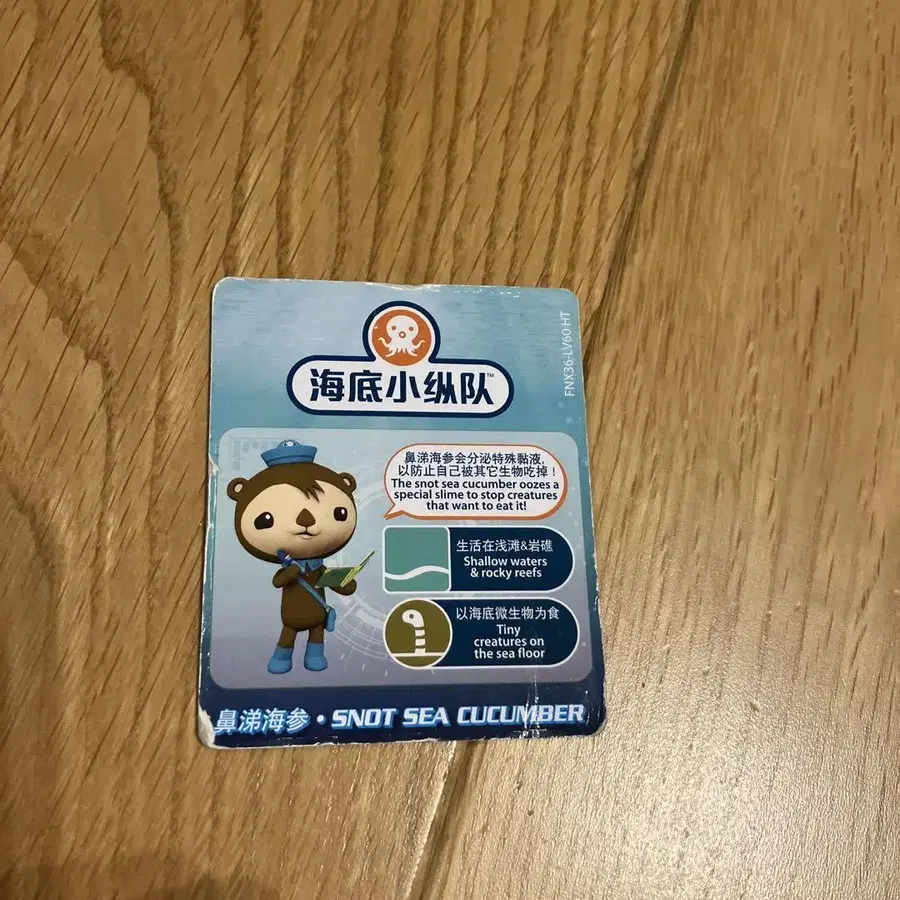 海底小纵队™
FNX36-LV60 HT
鼻涕海参会分泌特殊黏液,
以防止自己被其它生物吃掉！
The snot sea cucumber oozes a
special slime to stop creatures
that want to eat it!
生活在浅滩&岩礁
Shallow waters
& rocky reefs
以海底微生物为食
Tiny
creatures on
the sea floor
鼻涕海参·SNOT SEA CUCUMBER